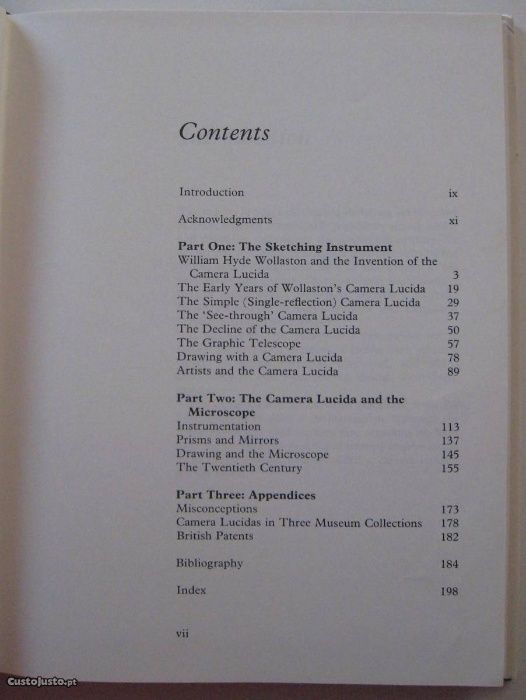 Contents
Introduction ix
Acknowledgments xi
Part One: The Sketching Instrument
William Hyde Wollaston and the Invention of the
Camera Lucida 3
The Early Years of Wollaston's Camera Lucida 19
The Simple (Single-reflection) Camera Lucida 29
The 'See-through' Camera Lucida 37
The Decline of the Camera Lucida 50
The Graphic Telescope 57
Drawing with a Camera Lucida 78
Artists and the Camera Lucida 89
Part Two: The Camera Lucida and the
Microscope
Instrumentation 113
Prisms and Mirrors 137
Drawing and the Microscope 145
The Twentieth Century 155
Part Three: Appendices
Misconceptions 173
Camera Lucidas in Three Museum Collections 178
British Patents 182
Bibliography 184
Index 198
vii
CustoJusto.pt